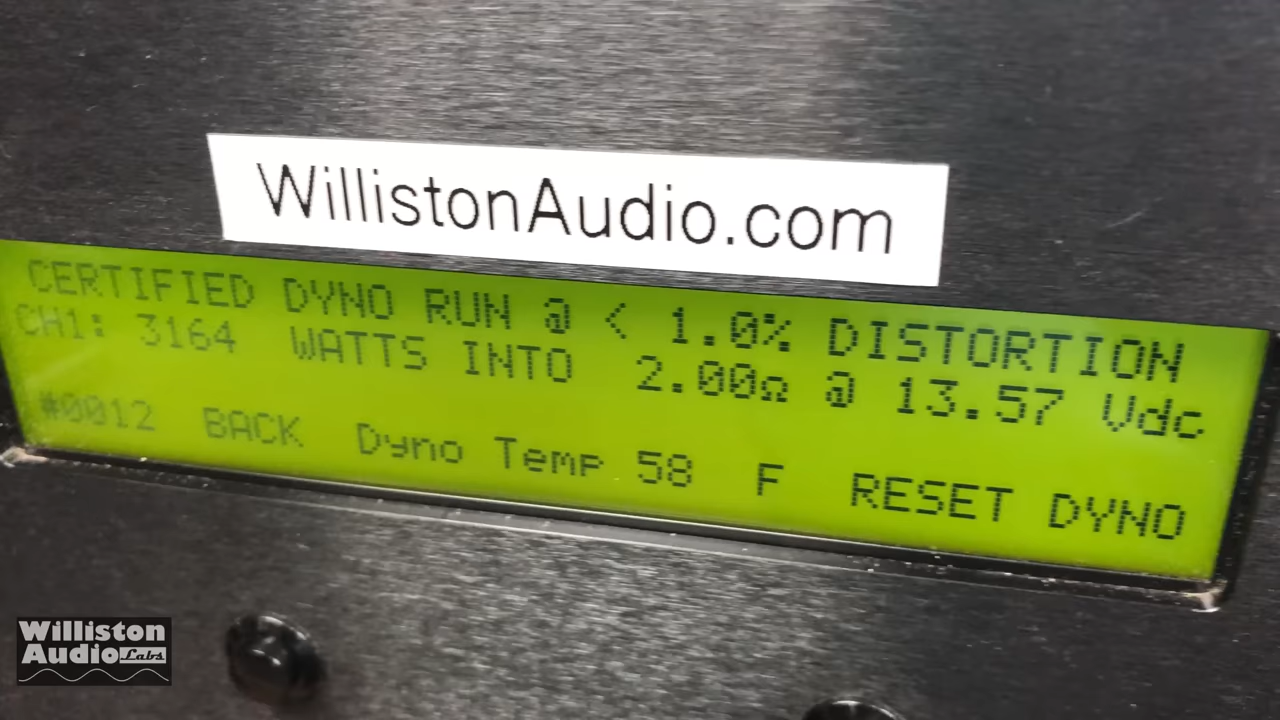 WillistonAudio.com
CERTIFIED DYNO RUN @ < 1.0% DISTORTION
CH1: 3164 WATTS INTO 2.00Ω @ 13.57 Vdc
#0012 BACK Dyno Temp 58 F RESET DYNO
Williston
Audio Labs